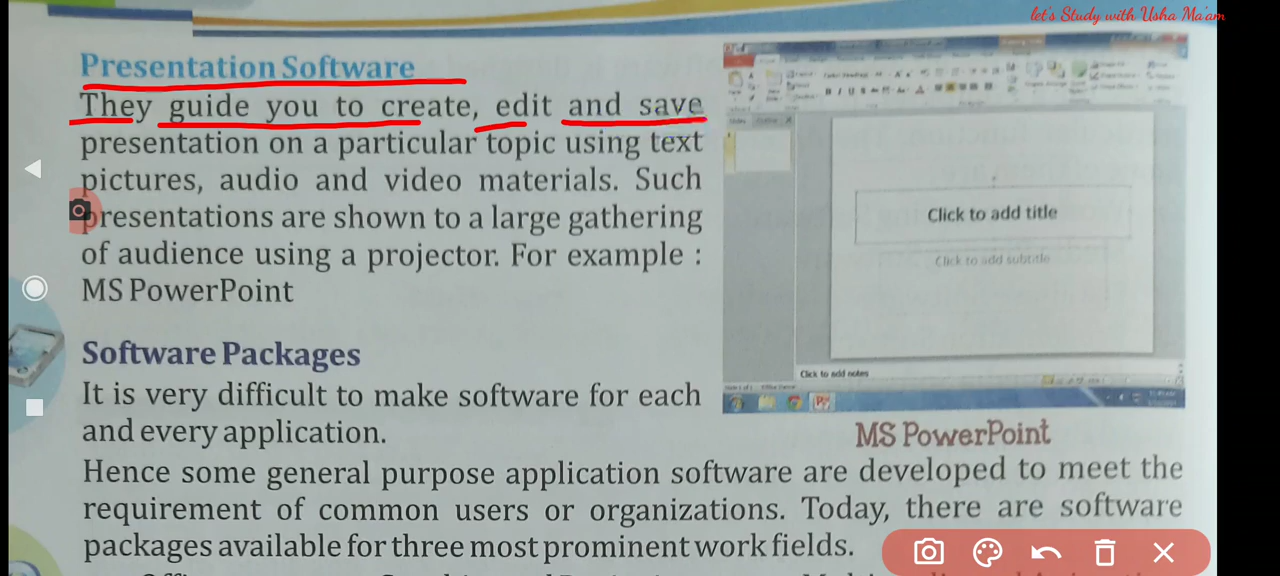 let's Study with Usha Ma'am
Presentation Software
They guide you to create, edit and save
presentation on a particular topic using text
pictures, audio and video materials. Such
presentations are shown to a large gathering
of audience using a projector. For example :
MS PowerPoint
Click to add title
Click to add subtitle
Click to add notes
MS PowerPoint
Software Packages
It is very difficult to make software for each
and every application.
Hence some general purpose application software are developed to meet the
requirement of common users or organizations. Today, there are software
packages available for three most prominent work fields.